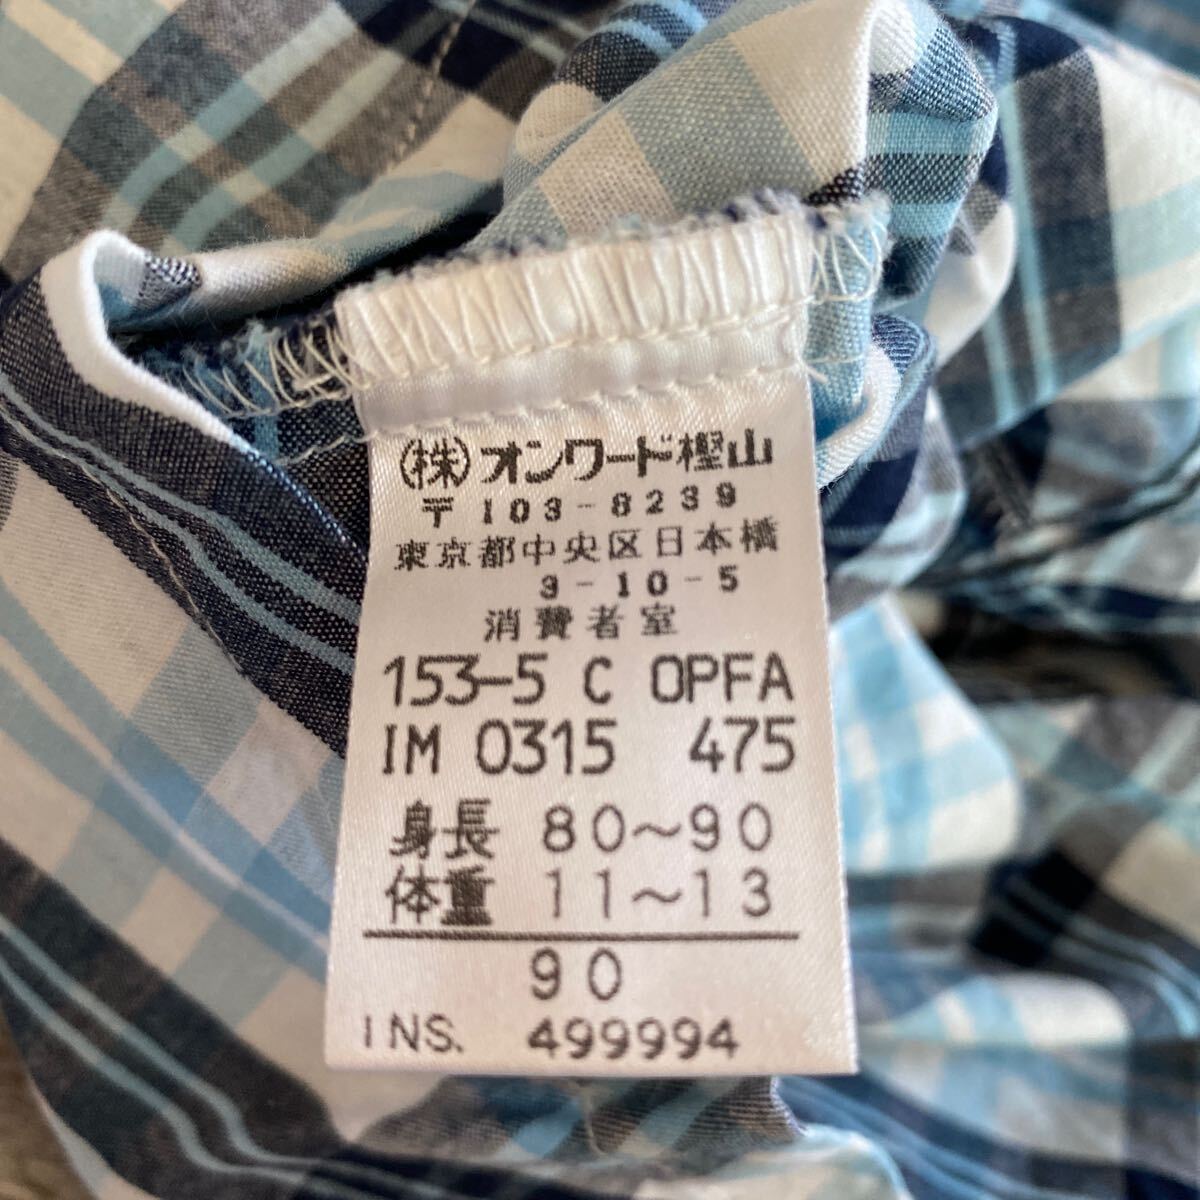 (株)オンワード樫山
〒103-8239
東京都中央区日本橋
3-10-5
消費者室
153-5 C OPFA
IM 0315 475
身長 80〜90
体重 11〜13
90
INS. 499994